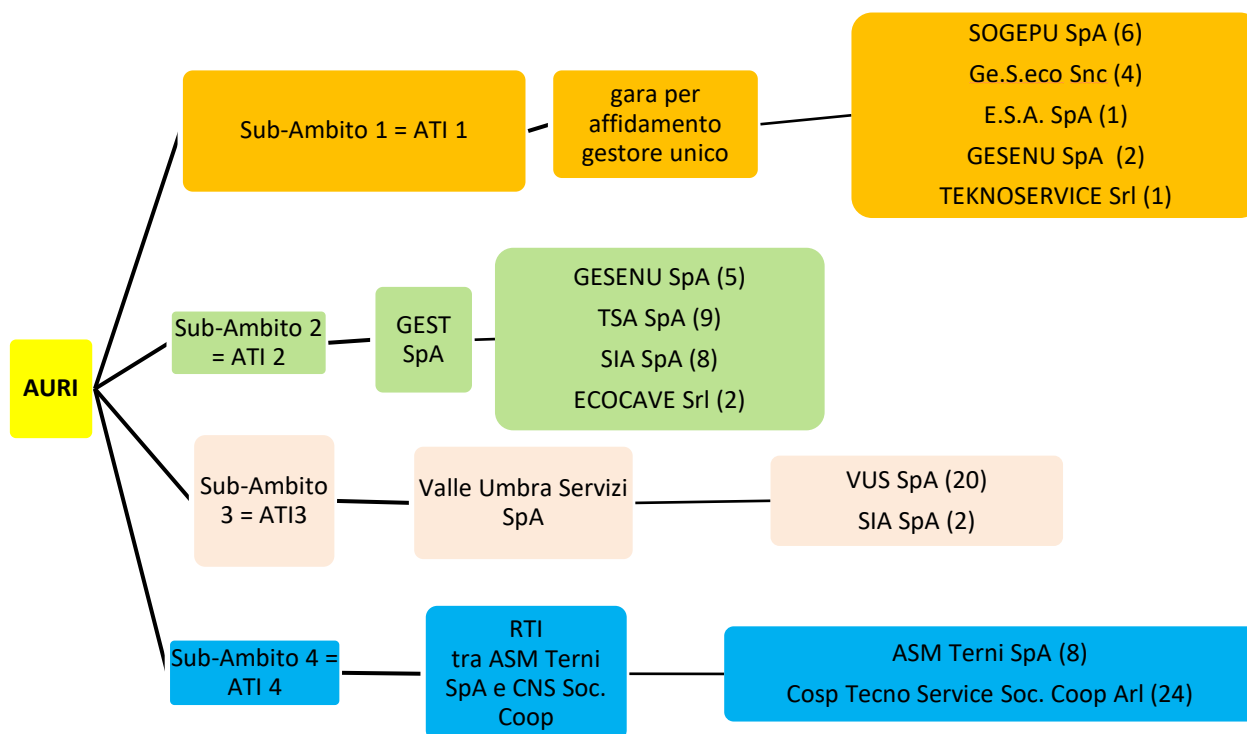 AURI
Sub-Ambito 1 = ATI 1
gara per
affidamento
gestore unico
SOGEPU SpA (6)
Ge.S.eco Snc (4)
E.S.A. SpA (1)
GESENU SpA (2)
TEKNOSERVICE Srl (1)
Sub-Ambito 2
= ATI 2
GEST
SpA
GESENU SpA (5)
TSA SpA (9)
SIA SpA (8)
ECOCAVE Srl (2)
Sub-Ambito
3 = ATI3
Valle Umbra Servizi
SpA
VUS SpA (20)
SIA SpA (2)
Sub-Ambito 4 =
ATI 4
RTI
tra ASM Terni
SpA e CNS Soc.
Coop
ASM Terni SpA (8)
Cosp Tecno Service Soc. Coop Arl (24)